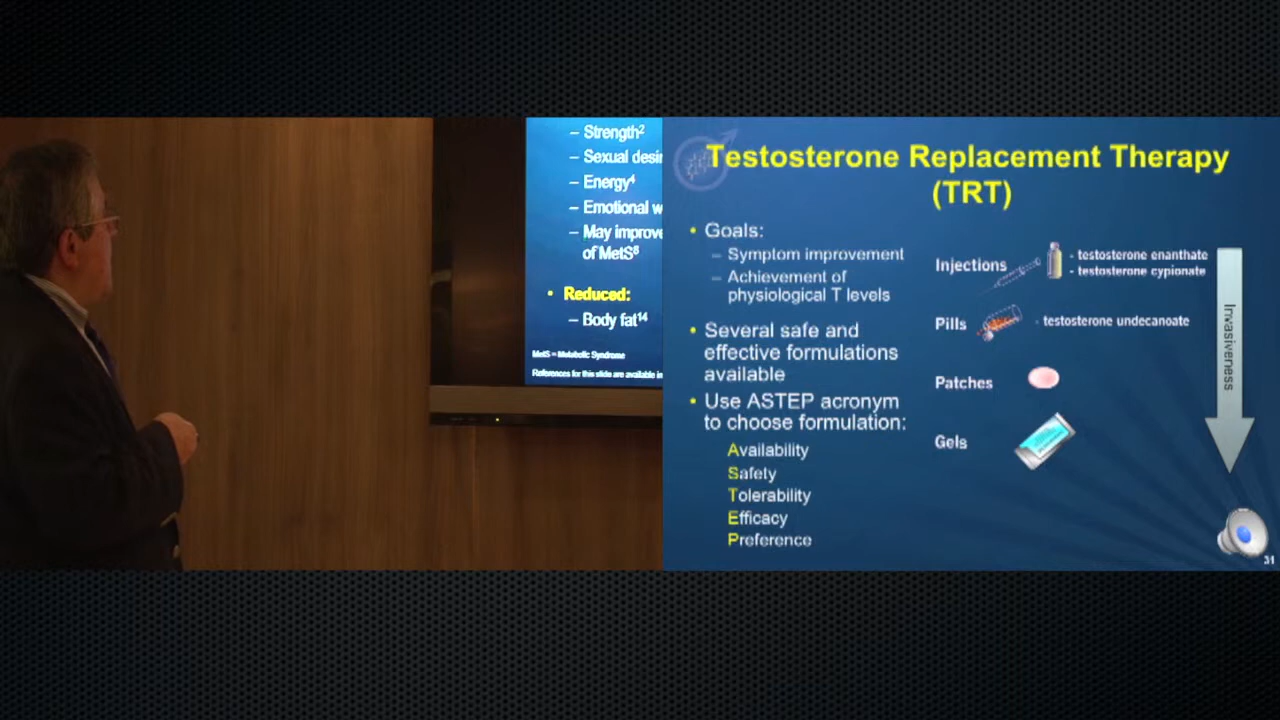 – Strength2
– Sexual desir
– Energy4
– Emotional w
– May improve
of MetS8
• Reduced:
– Body fat14
MetS = Metabolic Syndrome
References for this slide are available in
Testosterone Replacement Therapy
(TRT)
• Goals:
– Symptom improvement
– Achievement of
physiological T levels
• Several safe and
effective formulations
available
• Use ASTEP acronym
to choose formulation:
Availability
Safety
Tolerability
Efficacy
Preference
Injections
- testosterone enanthate
- testosterone cypionate
Pills
- testosterone undecanoate
Patches
Gels
Invasiveness
31